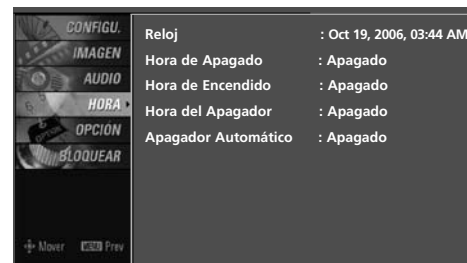 CONFIGU.
IMAGEN
AUDIO
HORA
OPCIÓN
BLOQUEAR
Mover MENU Prev
Reloj : Oct 19, 2006, 03:44 AM
Hora de Apagado : Apagado
Hora de Encendido : Apagado
Hora del Apagador : Apagado
Apagador Automático : Apagado